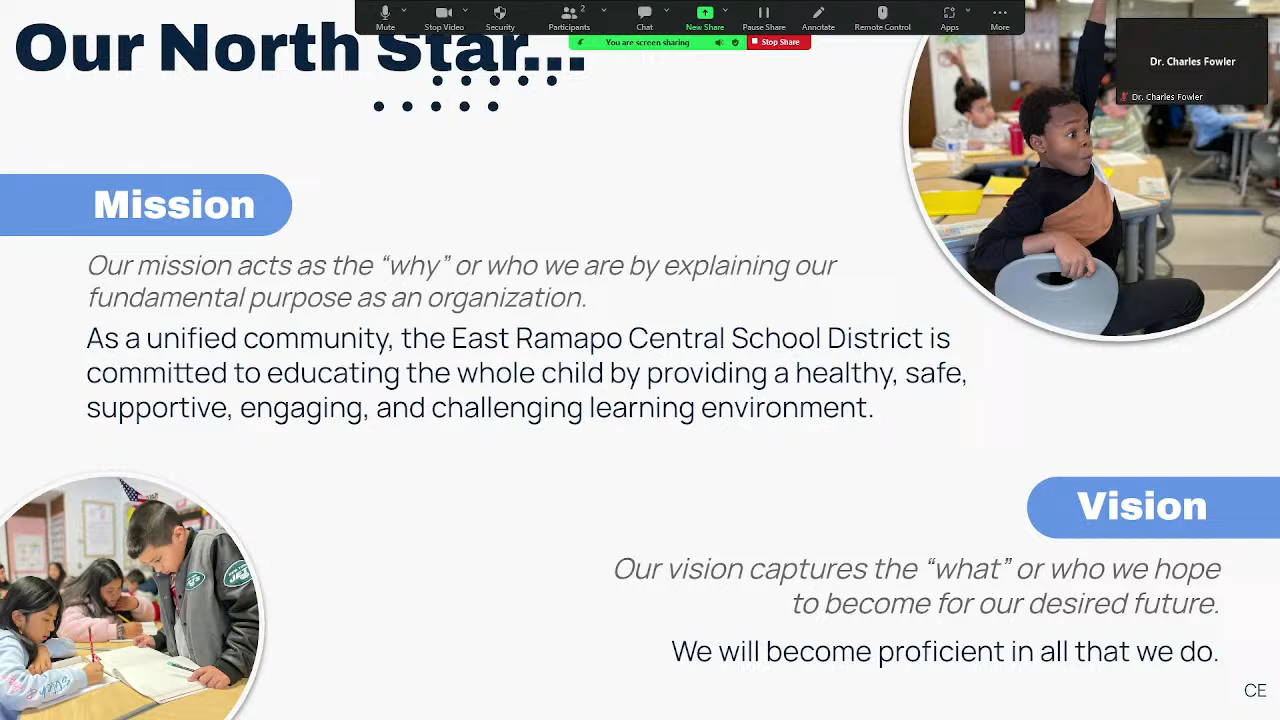 Mute
Stop Video
Security
Participants
2
Chat
New Share
Pause Share
Annotate
Remote Control
Apps
More
You are screen sharing
Stop Share
Our North Star...
Dr. Charles Fowler
Dr. Charles Fowler
Mission
Our mission acts as the “why” or who we are by explaining our
fundamental purpose as an organization.
As a unified community, the East Ramapo Central School District is
committed to educating the whole child by providing a healthy, safe,
supportive, engaging, and challenging learning environment.
Vision
Our vision captures the “what” or who we hope
to become for our desired future.
We will become proficient in all that we do.
CE